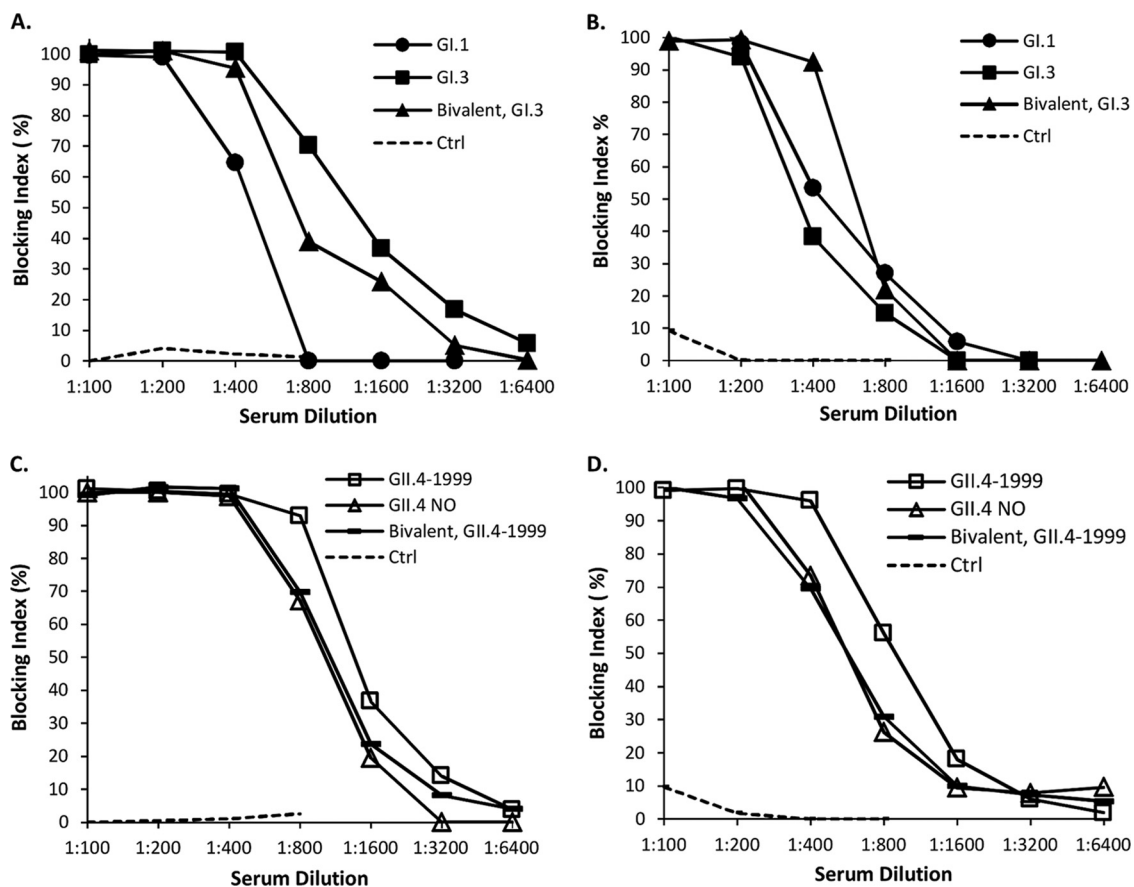 A.
100
90
80
70
60
50
40
30
20
10
0
Blocking Index ( %)
GI.1
GI.3
Bivalent, GI.3
Ctrl
1:100 1:200 1:400 1:800 1:1600 1:3200 1:6400
Serum Dilution
B.
100
90
80
70
60
50
40
30
20
10
0
Blocking Index %
GI.1
GI.3
Bivalent, GI.3
Ctrl
1:100 1:200 1:400 1:800 1:1600 1:3200 1:6400
Serum Dilution
C.
100
90
80
70
60
50
40
30
20
10
0
Blocking Index (%)
GII.4-1999
GII.4 NO
Bivalent, GII.4-1999
Ctrl
1:100 1:200 1:400 1:800 1:1600 1:3200 1:6400
Serum Dilution
D.
100
90
80
70
60
50
40
30
20
10
0
Blocking Index ( %)
GII.4-1999
GII.4 NO
Bivalent, GII.4-1999
Ctrl
1:100 1:200 1:400 1:800 1:1600 1:3200 1:6400
Serum Dilution